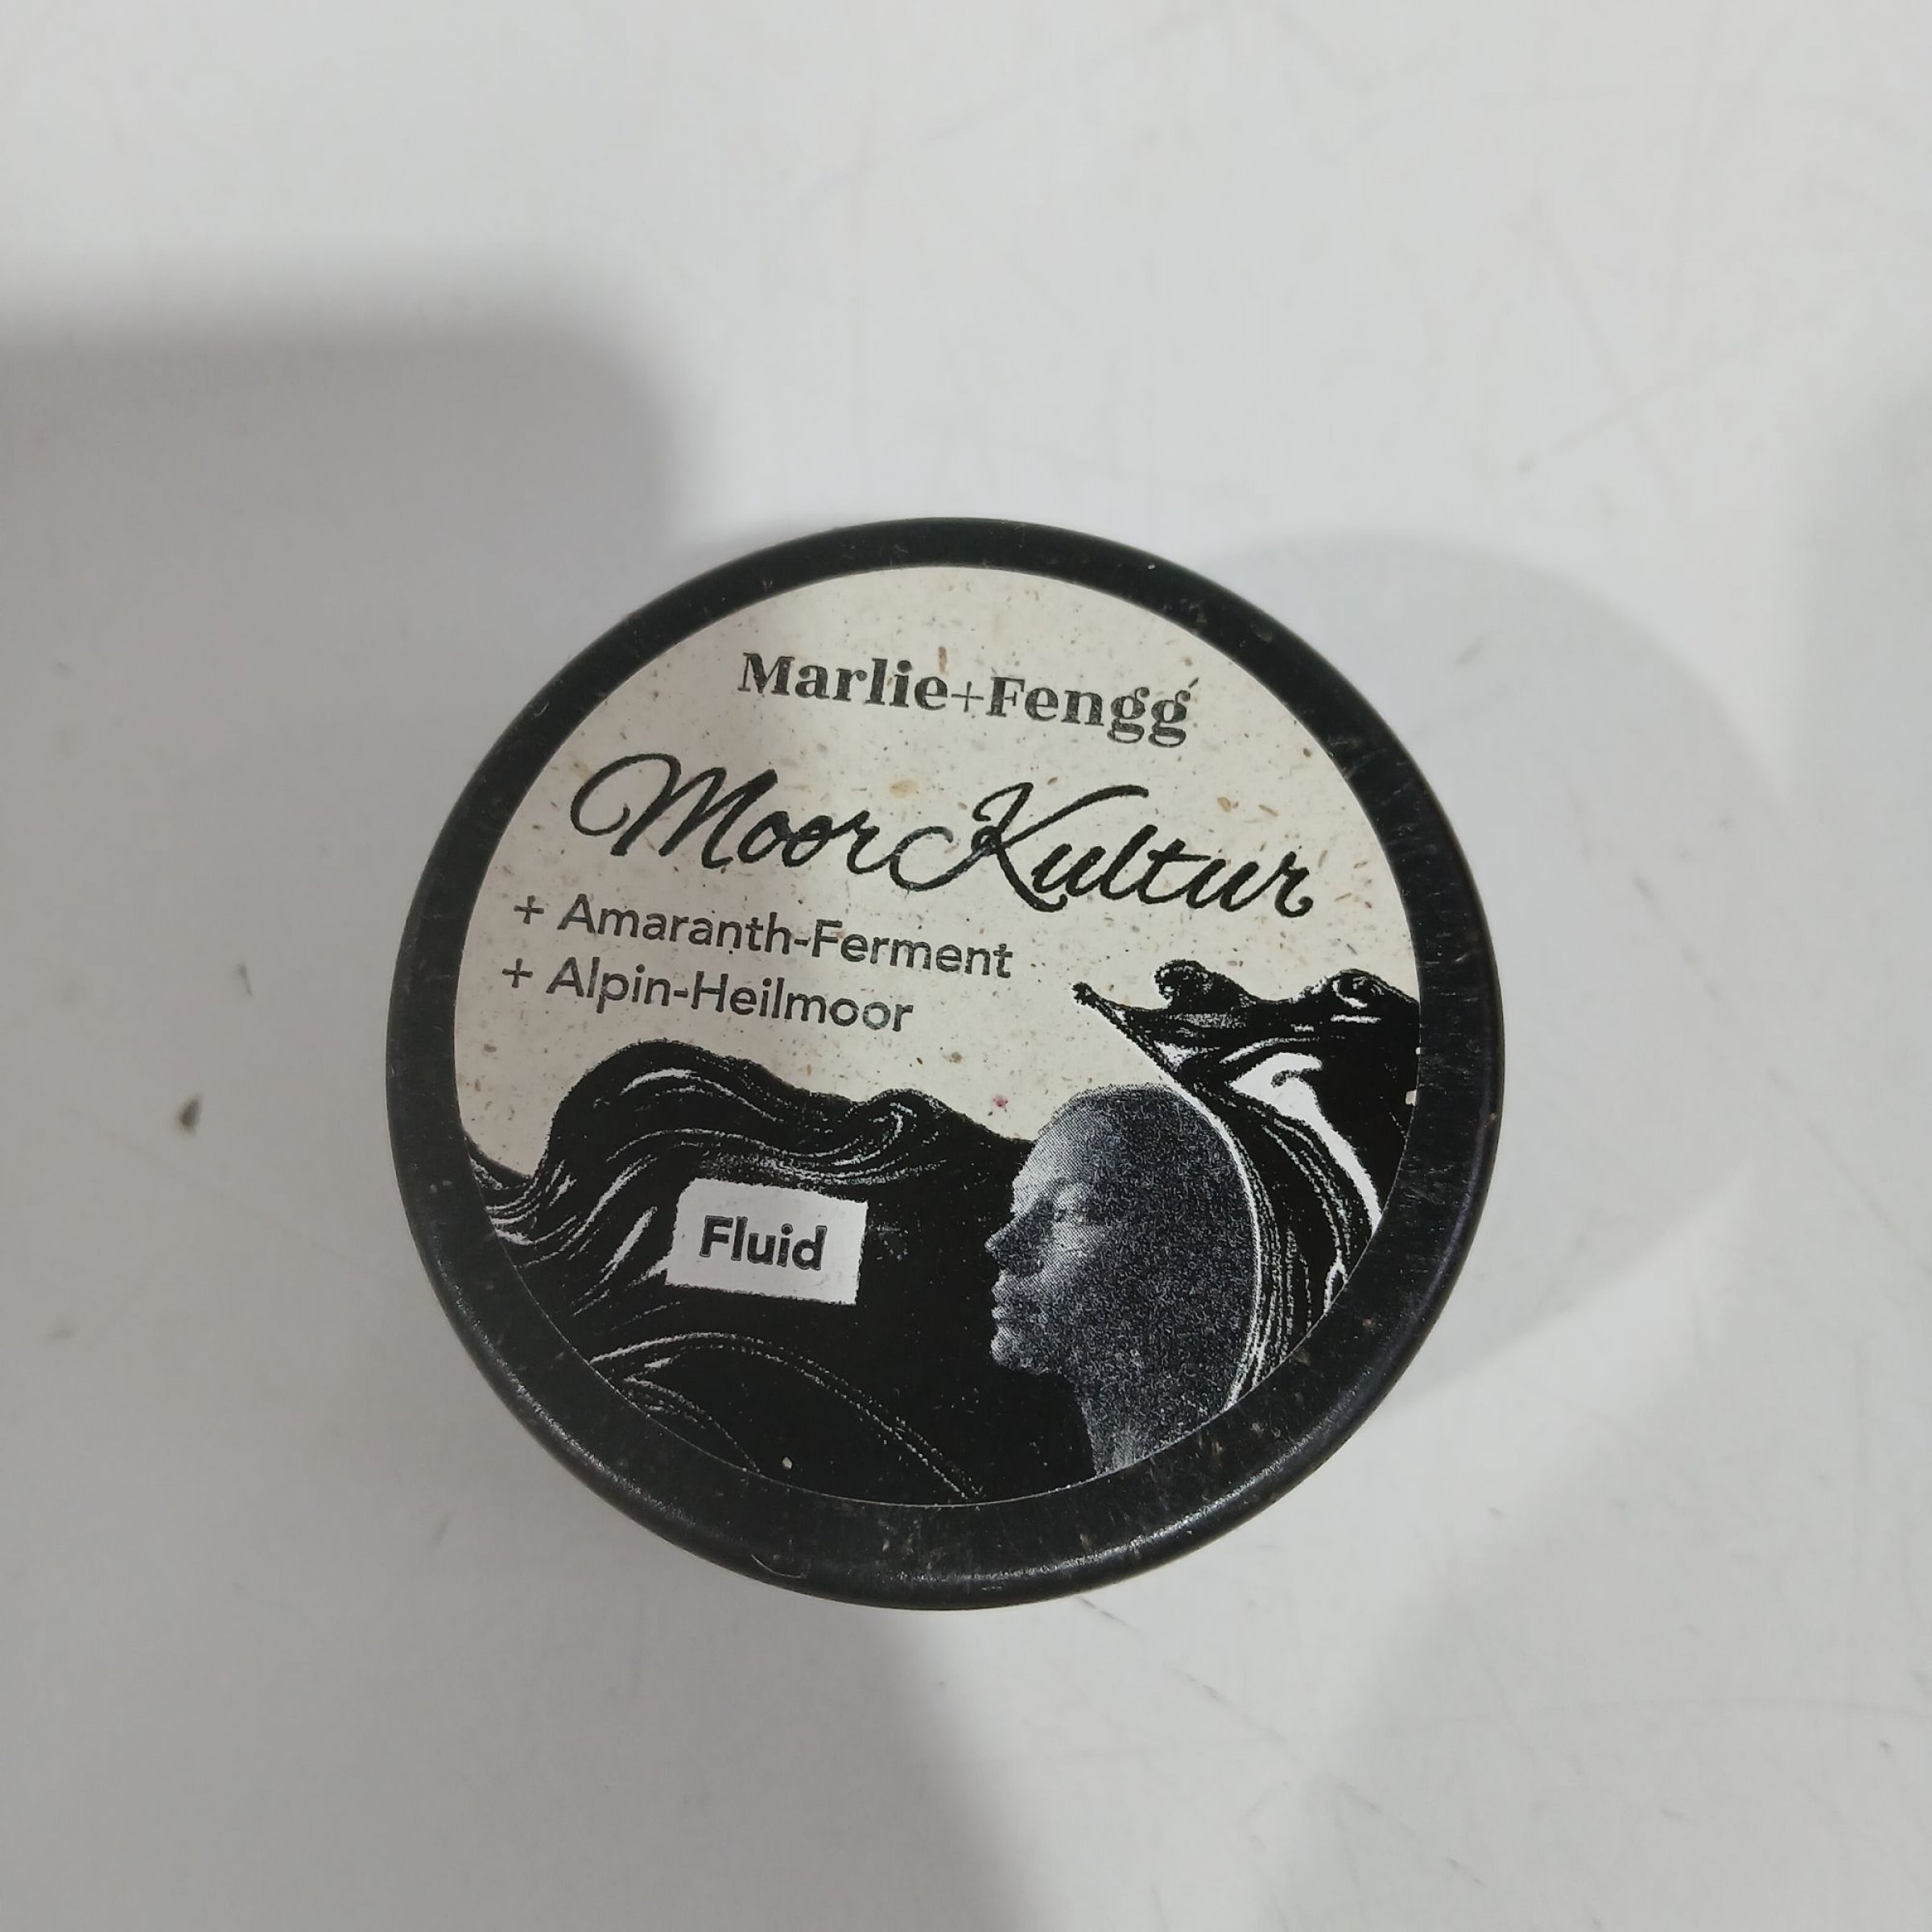 Marlie+Fengg
MoorKultur
+ Amaranth-Ferment
+ Alpin-Heilmoor
Fluid